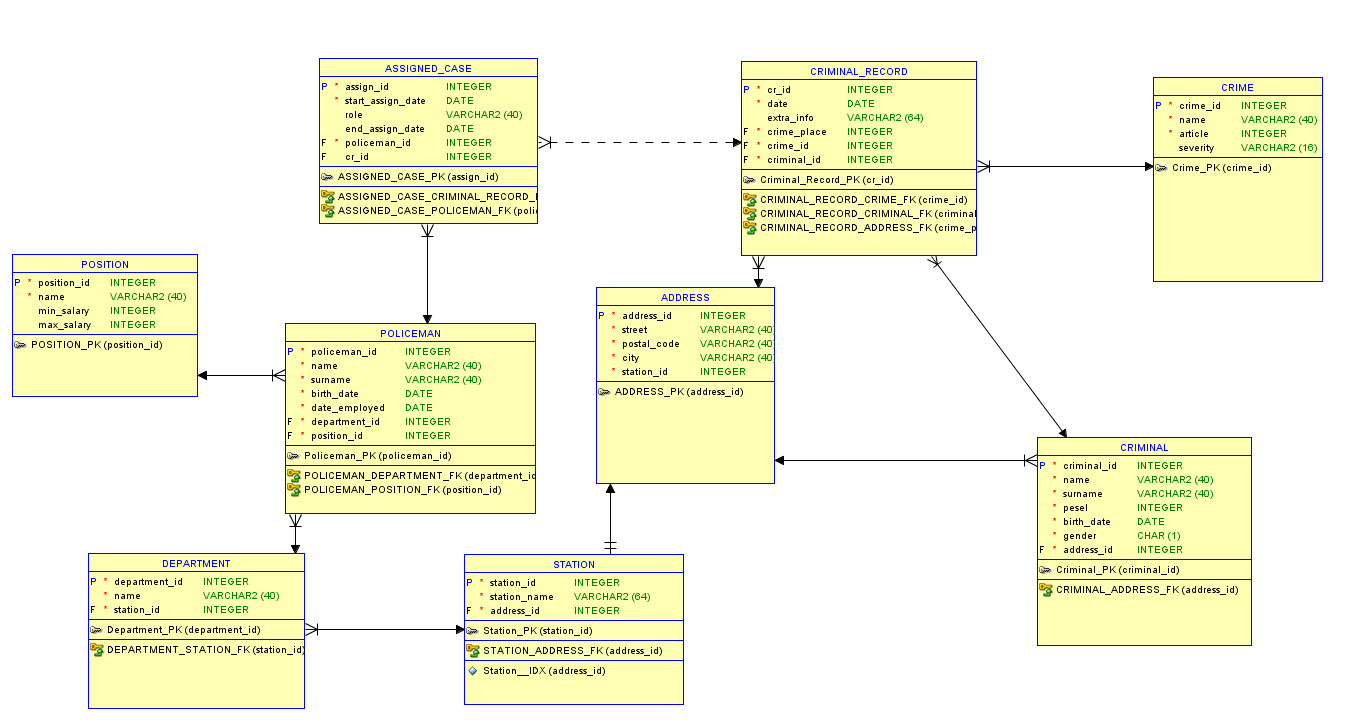 ASSIGNED_CASE
P * assign_id INTEGER
* start_assign_date DATE
role VARCHAR2 (40)
end_assign_date DATE
F * policeman_id INTEGER
F cr_id INTEGER
ASSIGNED_CASE_PK (assign_id)
ASSIGNED_CASE_CRIMINAL_RECORD_
ASSIGNED_CASE_POLICEMAN_FK (poli
CRIMINAL_RECORD
P * cr_id INTEGER
* date DATE
extra_info VARCHAR2 (64)
F * crime_place INTEGER
F * crime_id INTEGER
F * criminal_id INTEGER
Criminal_Record_PK (cr_id)
CRIMINAL_RECORD_CRIME_FK (crime_id)
CRIMINAL_RECORD_CRIMINAL_FK (criminal
CRIMINAL_RECORD_ADDRESS_FK (crime_p
CRIME
P * crime_id INTEGER
* name VARCHAR2 (40)
* article INTEGER
severity VARCHAR2 (16)
Crime_PK (crime_id)
POSITION
P * position_id INTEGER
* name VARCHAR2 (40)
min_salary INTEGER
max_salary INTEGER
POSITION_PK (position_id)
POLICEMAN
P * policeman_id INTEGER
* name VARCHAR2 (40)
* surname VARCHAR2 (40)
* birth_date DATE
* date_employed DATE
F * department_id INTEGER
F * position_id INTEGER
Policeman_PK (policeman_id)
POLICEMAN_DEPARTMENT_FK (department_id
POLICEMAN_POSITION_FK (position_id)
ADDRESS
P * address_id INTEGER
* street VARCHAR2 (40)
* postal_code VARCHAR2 (40)
* city VARCHAR2 (40)
* station_id INTEGER
ADDRESS_PK (address_id)
CRIMINAL
P * criminal_id INTEGER
* name VARCHAR2 (40)
* surname VARCHAR2 (40)
* pesel INTEGER
* birth_date DATE
* gender CHAR (1)
F * address_id INTEGER
Criminal_PK (criminal_id)
CRIMINAL_ADDRESS_FK (address_id)
DEPARTMENT
P * department_id INTEGER
* name VARCHAR2 (40)
F * station_id INTEGER
Department_PK (department_id)
DEPARTMENT_STATION_FK (station_id)
STATION
P * station_id INTEGER
* station_name VARCHAR2 (64)
F * address_id INTEGER
Station_PK (station_id)
STATION_ADDRESS_FK (address_id)
Station__IDX (address_id)